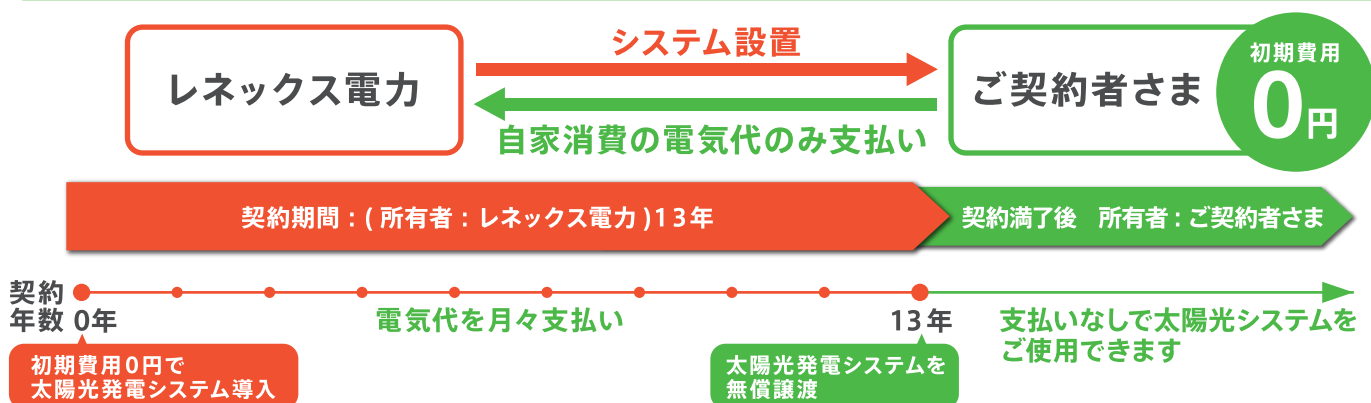 システム設置
レネックス電力
ご契約者さま
初期費用
0円
自家消費の電気代のみ支払い
契約期間：(所有者：レネックス電力)13年
契約満了後　所有者：ご契約者さま
契約
年数 0年
電気代を月々支払い
13年
支払いなしで太陽光システムを
ご使用できます
初期費用0円で
太陽光発電システム導入
太陽光発電システムを
無償譲渡